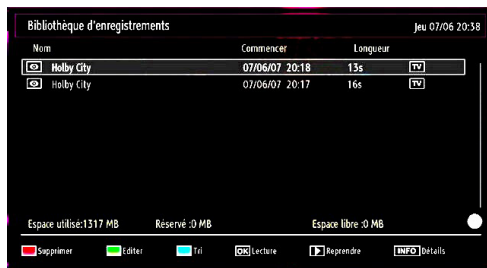 Bibliothèque d'enregistrements Jeu 07/06 20:38
Nom Commencer Longueur
Holby City 07/06/07 20:18 13s TV
Holby City 07/06/07 20:17 16s TV
Espace utilisé:1317 MB Réservé :0 MB Espace libre :0 MB
Supprimer Editer Tri OK Lecture Reprendre INFO Détails